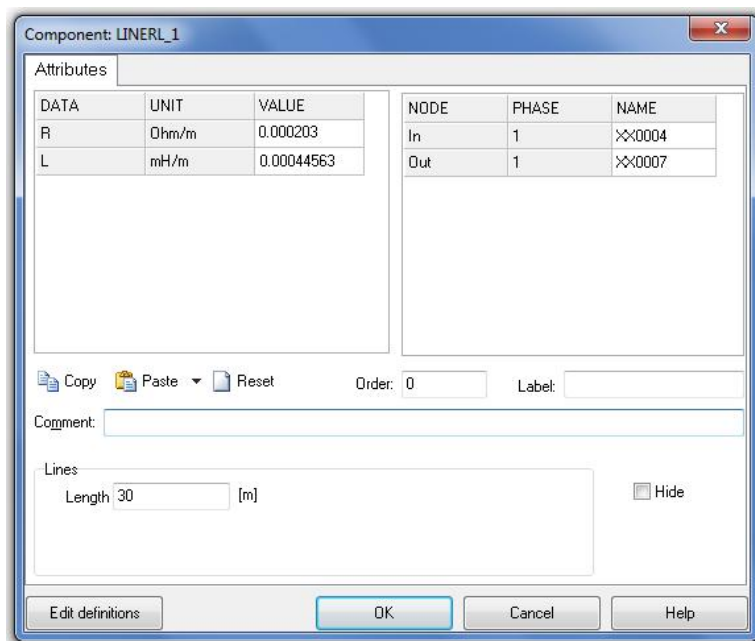 Component: LINERL_1
Attributes
DATA UNIT VALUE
R Ohm/m 0.000203
L mH/m 0.00044563
NODE PHASE NAME
In 1 XX0004
Out 1 XX0007
Copy Paste Reset Order: 0 Label:
Comment:
Lines
Length 30 [m]
Hide
Edit definitions OK Cancel Help